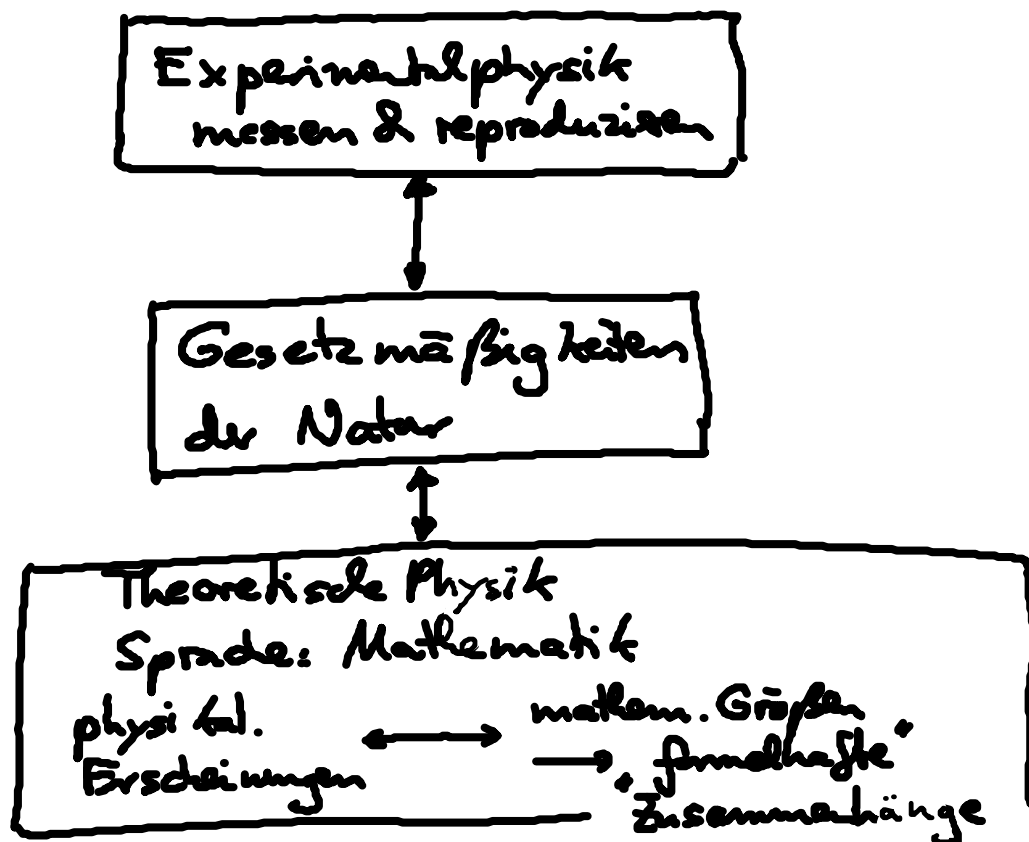 Experimentalphysik
messen & reproduzieren
Gesetzmäßigkeiten
der Natur
Theoretische Physik
Sprache: Mathematik
physikal.
Erscheinungen
mathem. Größen
"formelhafte"
Zusammenhänge